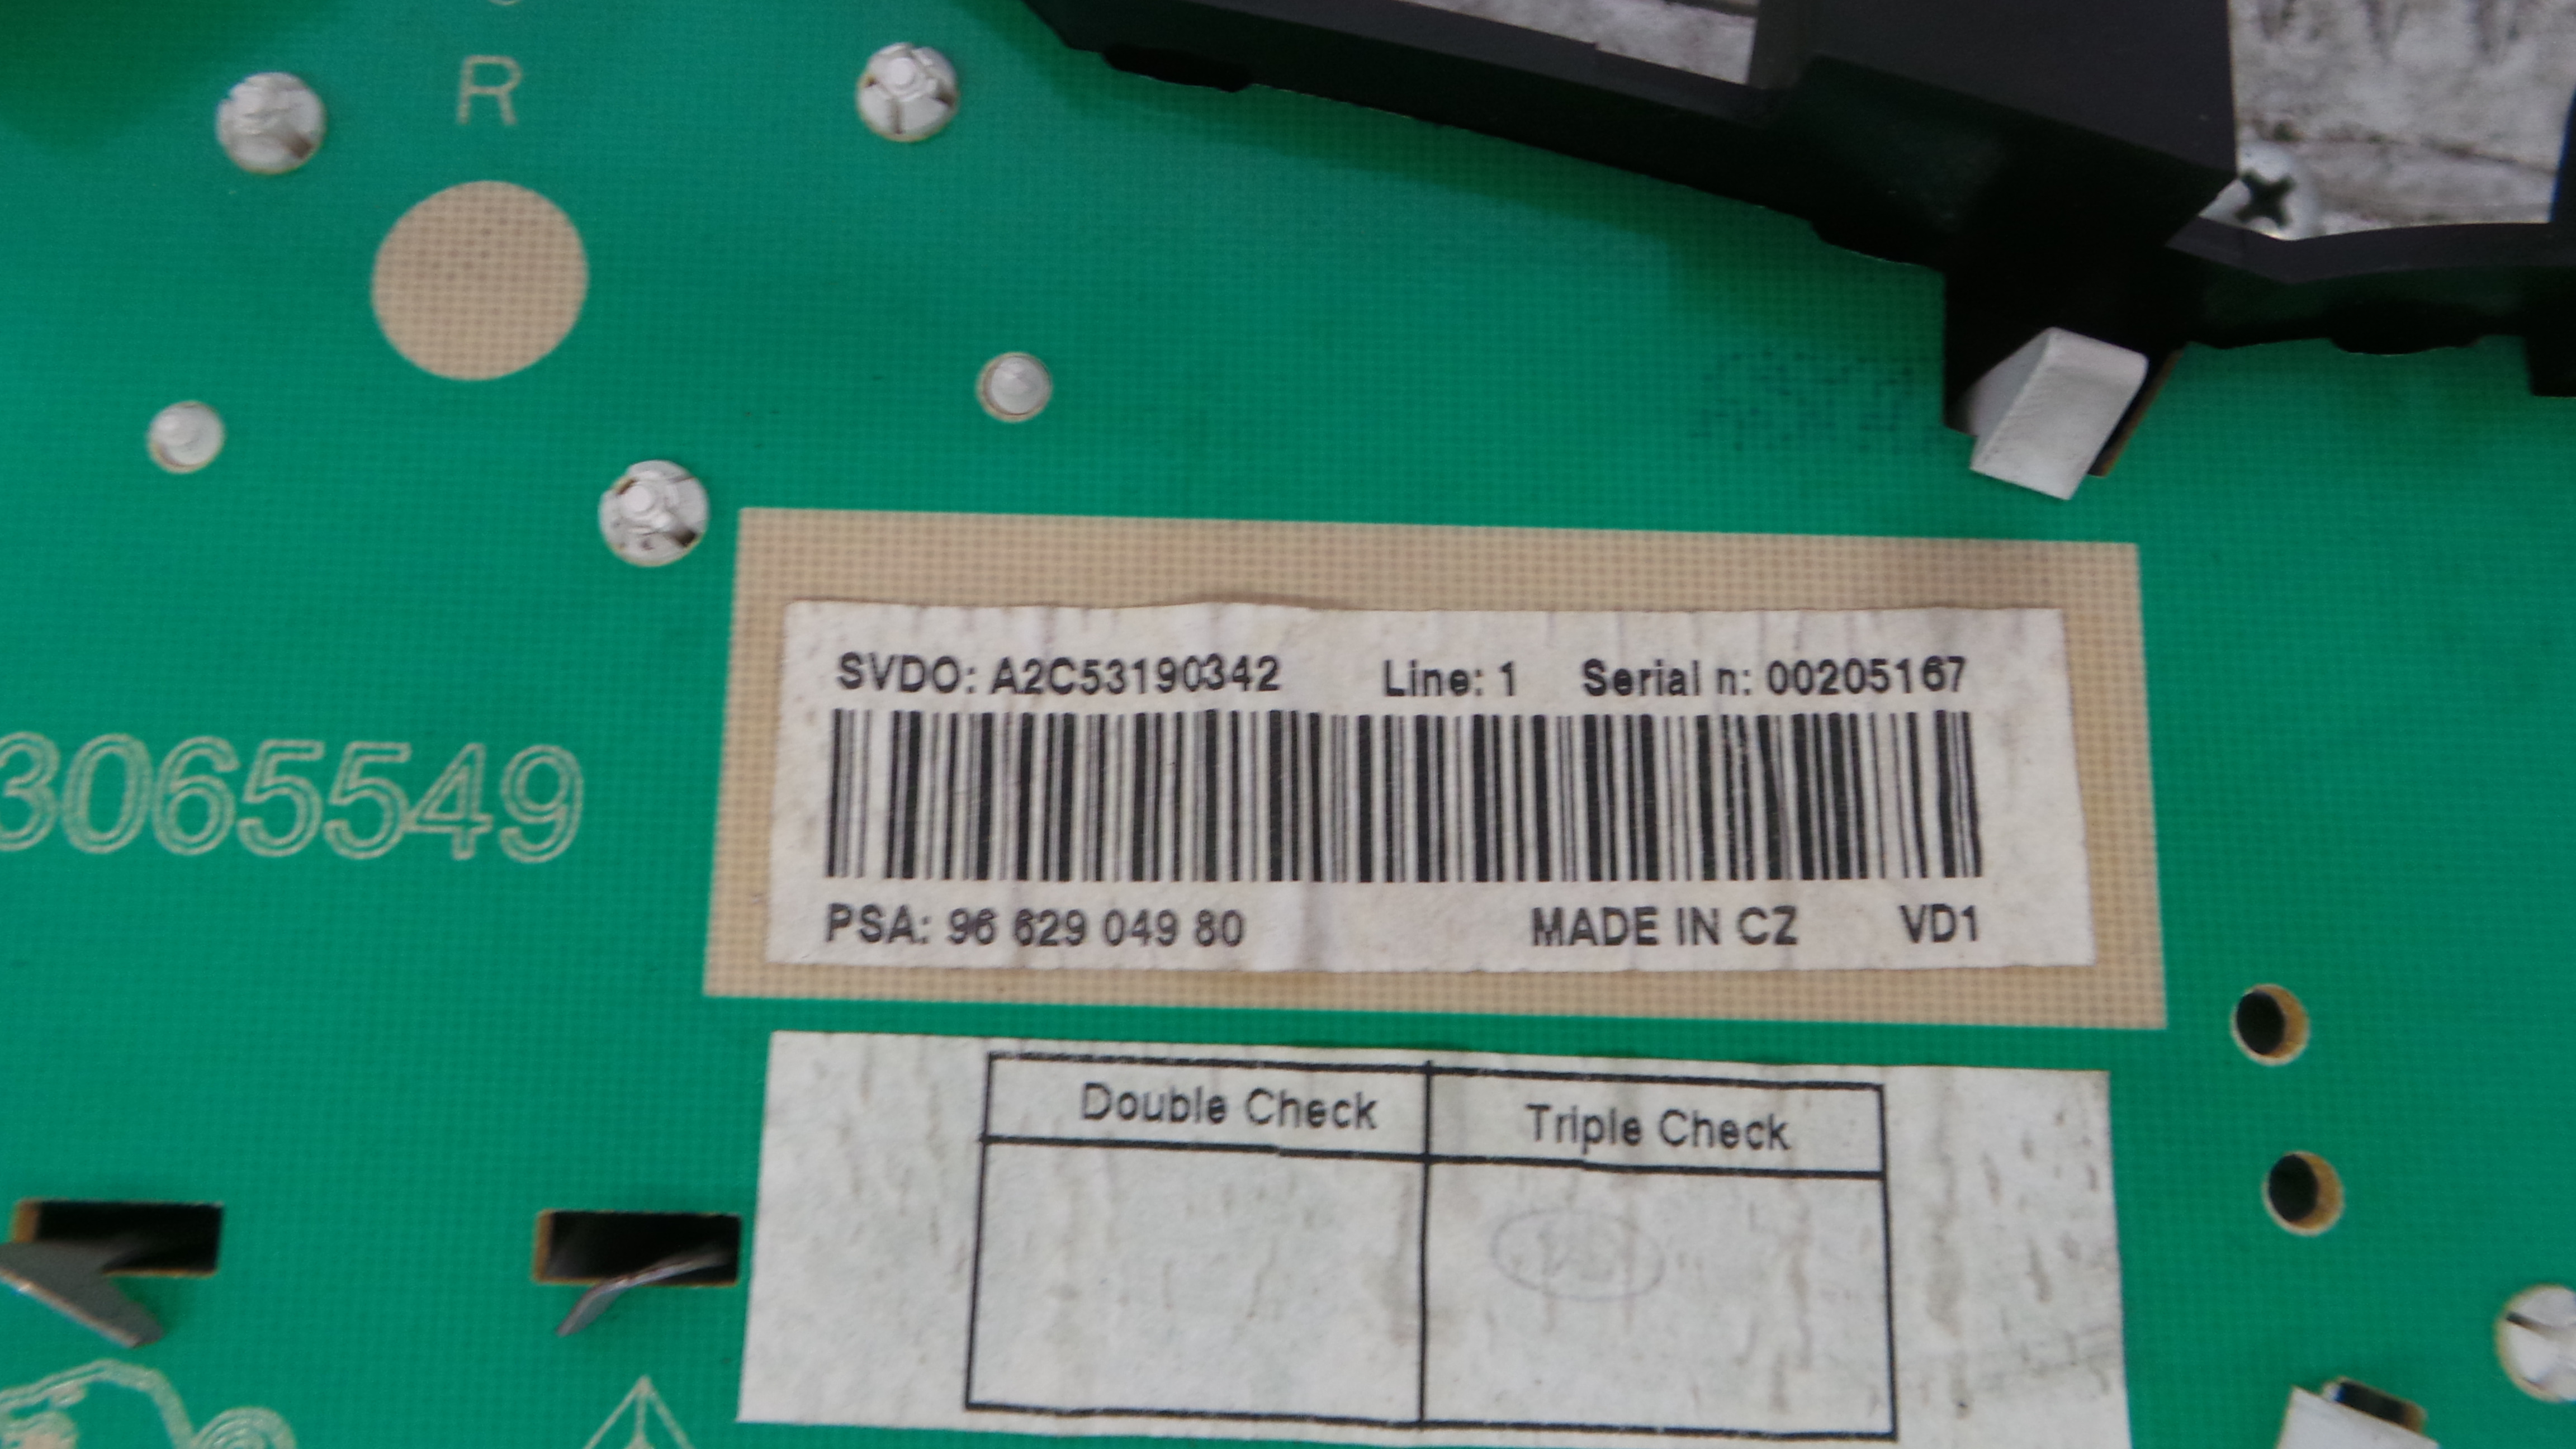 R
SVDO: A2C53190342 Line: 1 Serial n: 00205167
3065549
PSA: 96 629 049 80 MADE IN CZ VD1
Double Check Triple Check